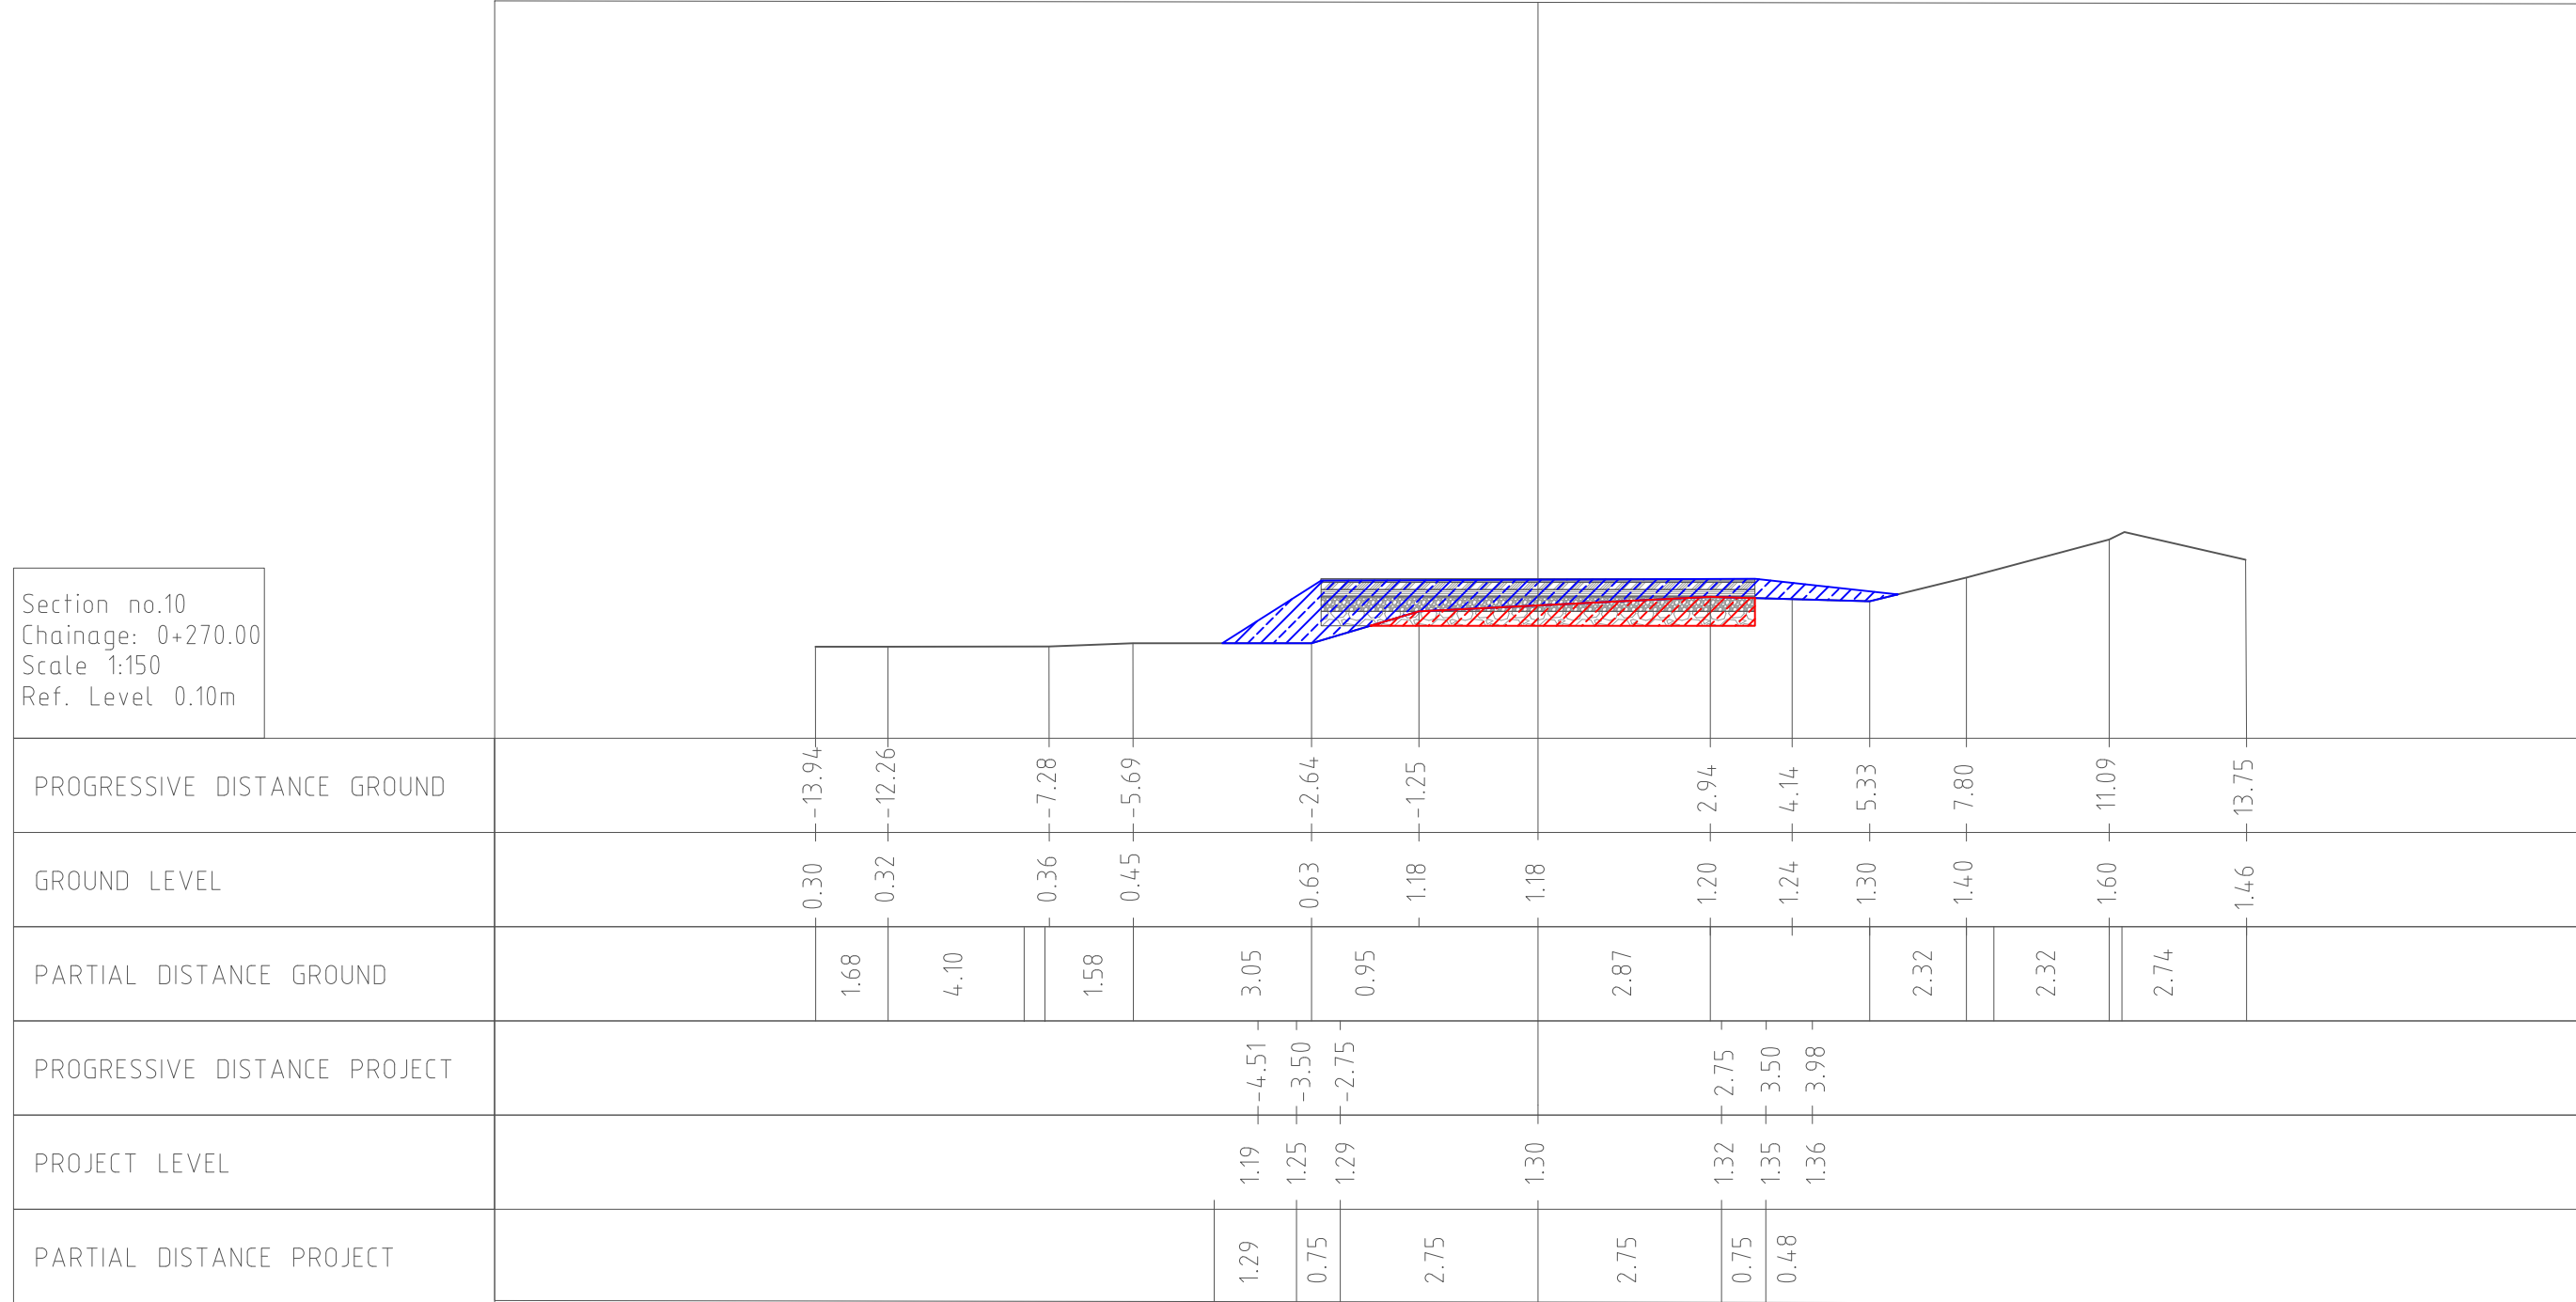 Section no.10
Chainage: 0+270.00
Scale 1:150
Ref. Level 0.10m
PROGRESSIVE DISTANCE GROUND -13.94 -12.26 -7.28 -5.69 -2.64 -1.25 2.94 4.14 5.33 7.80 11.09 13.75
GROUND LEVEL 0.30 0.32 0.36 0.45 0.63 1.18 1.18 1.20 1.24 1.30 1.40 1.60 1.46
PARTIAL DISTANCE GROUND 1.68 4.10 1.58 3.05 0.95 2.87 2.32 2.32 2.74
PROGRESSIVE DISTANCE PROJECT -4.51 -3.50 -2.75 2.75 3.50 3.98
PROJECT LEVEL 1.19 1.25 1.29 1.30 1.32 1.35 1.36
PARTIAL DISTANCE PROJECT 1.29 0.75 2.75 2.75 0.75 0.48